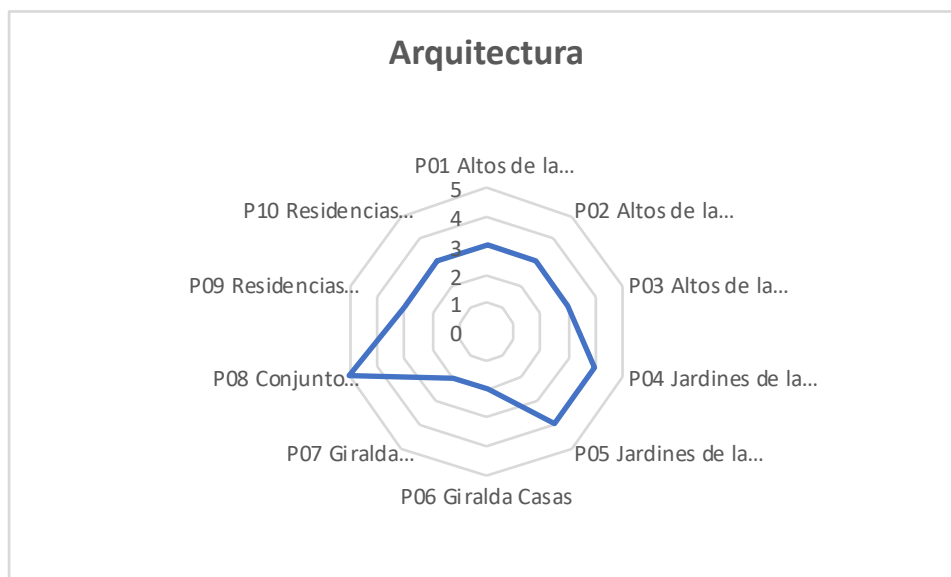 Arquitectura
P01 Altos de la...
P02 Altos de la...
P03 Altos de la...
P04 Jardines de la...
P05 Jardines de la...
P06 Giralda Casas
P07 Giralda...
P08 Conjunto...
P09 Residencias...
P10 Residencias...
5
4
3
2
1
0